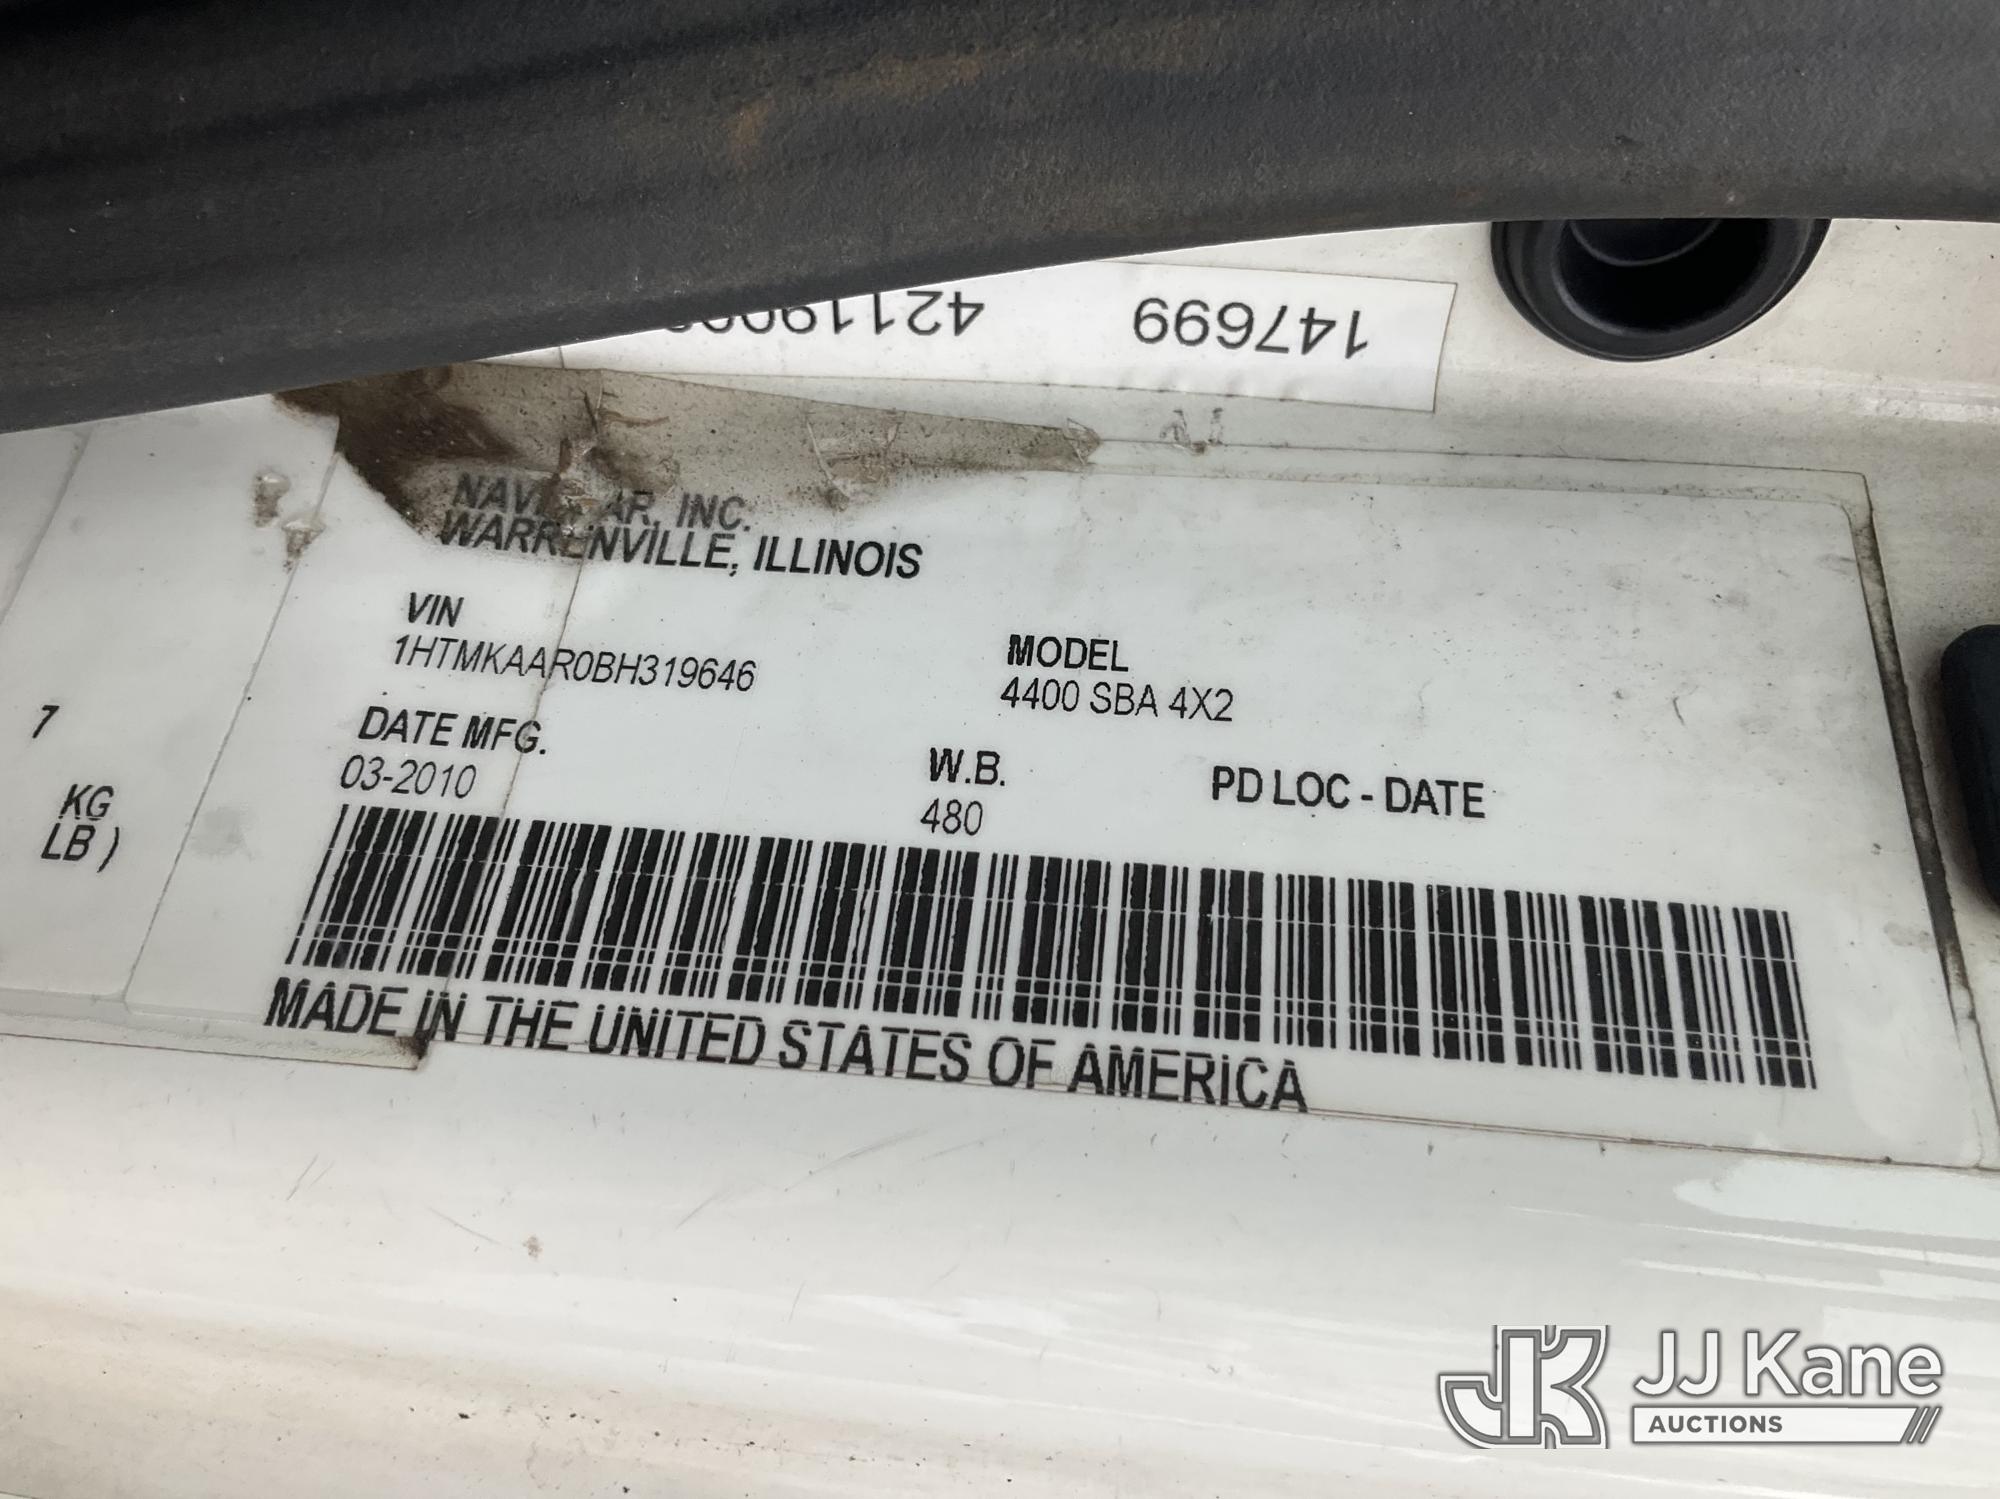 147699
NAVISTAR, INC.
WARRENVILLE, ILLINOIS
VIN
1HTMKAAR0BH319646
MODEL
4400 SBA 4X2
DATE MFG.
03-2010
W.B.
480
PD LOC - DATE
7
KG
LB )
MADE IN THE UNITED STATES OF AMERICA
JK JJ Kane
AUCTIONS